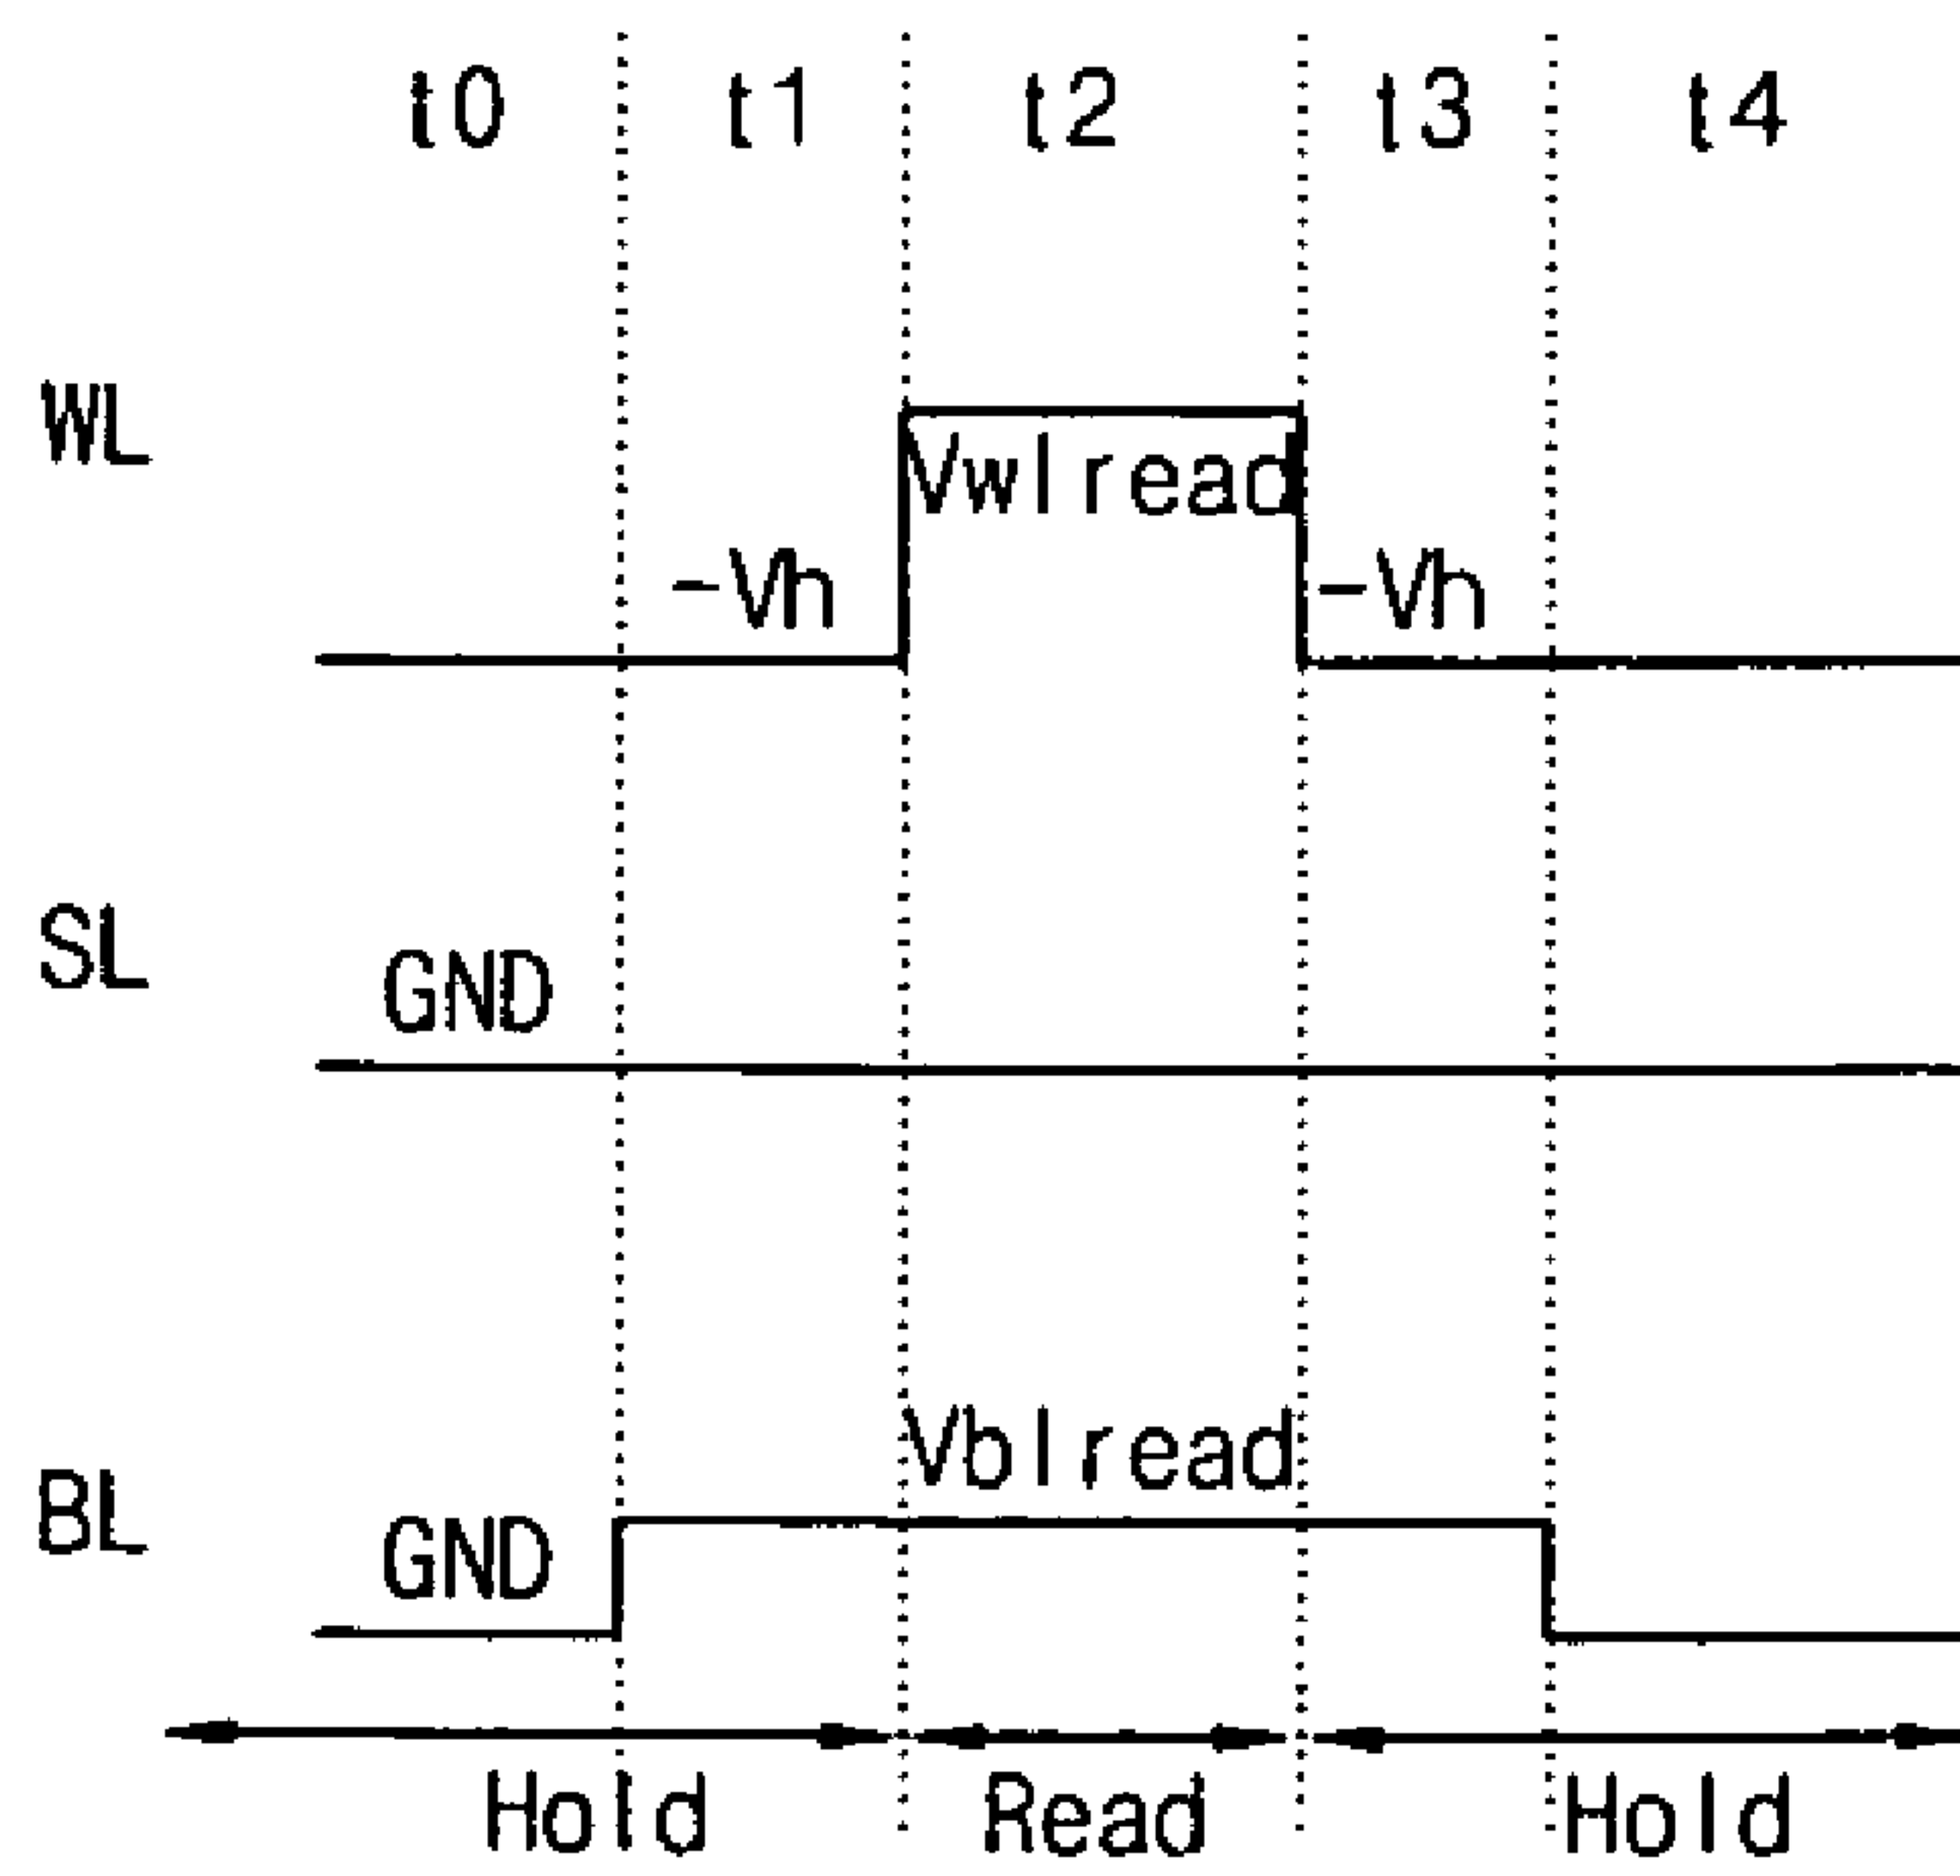 t0 t1 t2 t3 t4
WL
Vwlread
-Vh -Vh
SL
GND
Vblread
BL
GND
Hold Read Hold